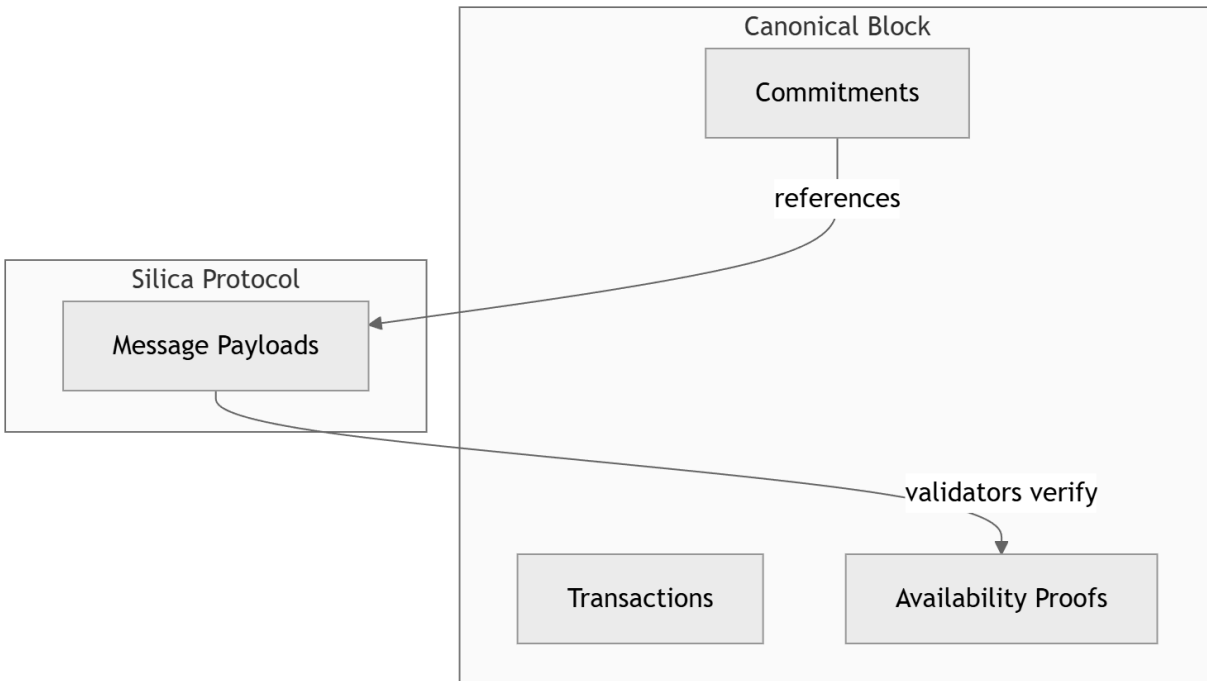 Canonical Block
Commitments
references
Silica Protocol
Message Payloads
validators verify
Transactions
Availability Proofs